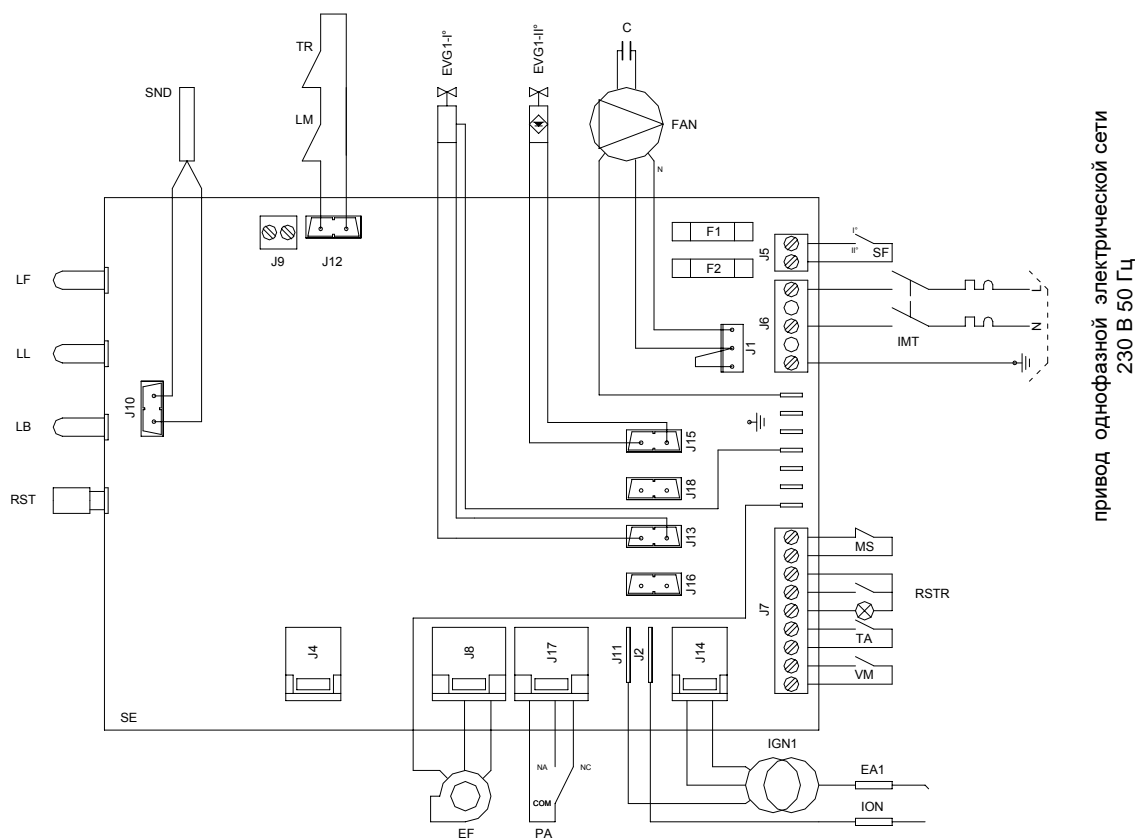 C
TR
EVG1-I°
EVG1-II°
SND
LM
FAN
N
F1
F2
J5
I°
II°
SF
J9
J12
LF
J6
L
N
IMT
J1
LL
J10
LB
J15
J18
RST
J13
J16
MS
RSTR
J7
TA
VM
J4
J8
J17
J11
J2
J14
SE
IGN1
NA
NC
COM
EA1
ION
EF
PA
привод однофазной электрической сети
230 В 50 Гц